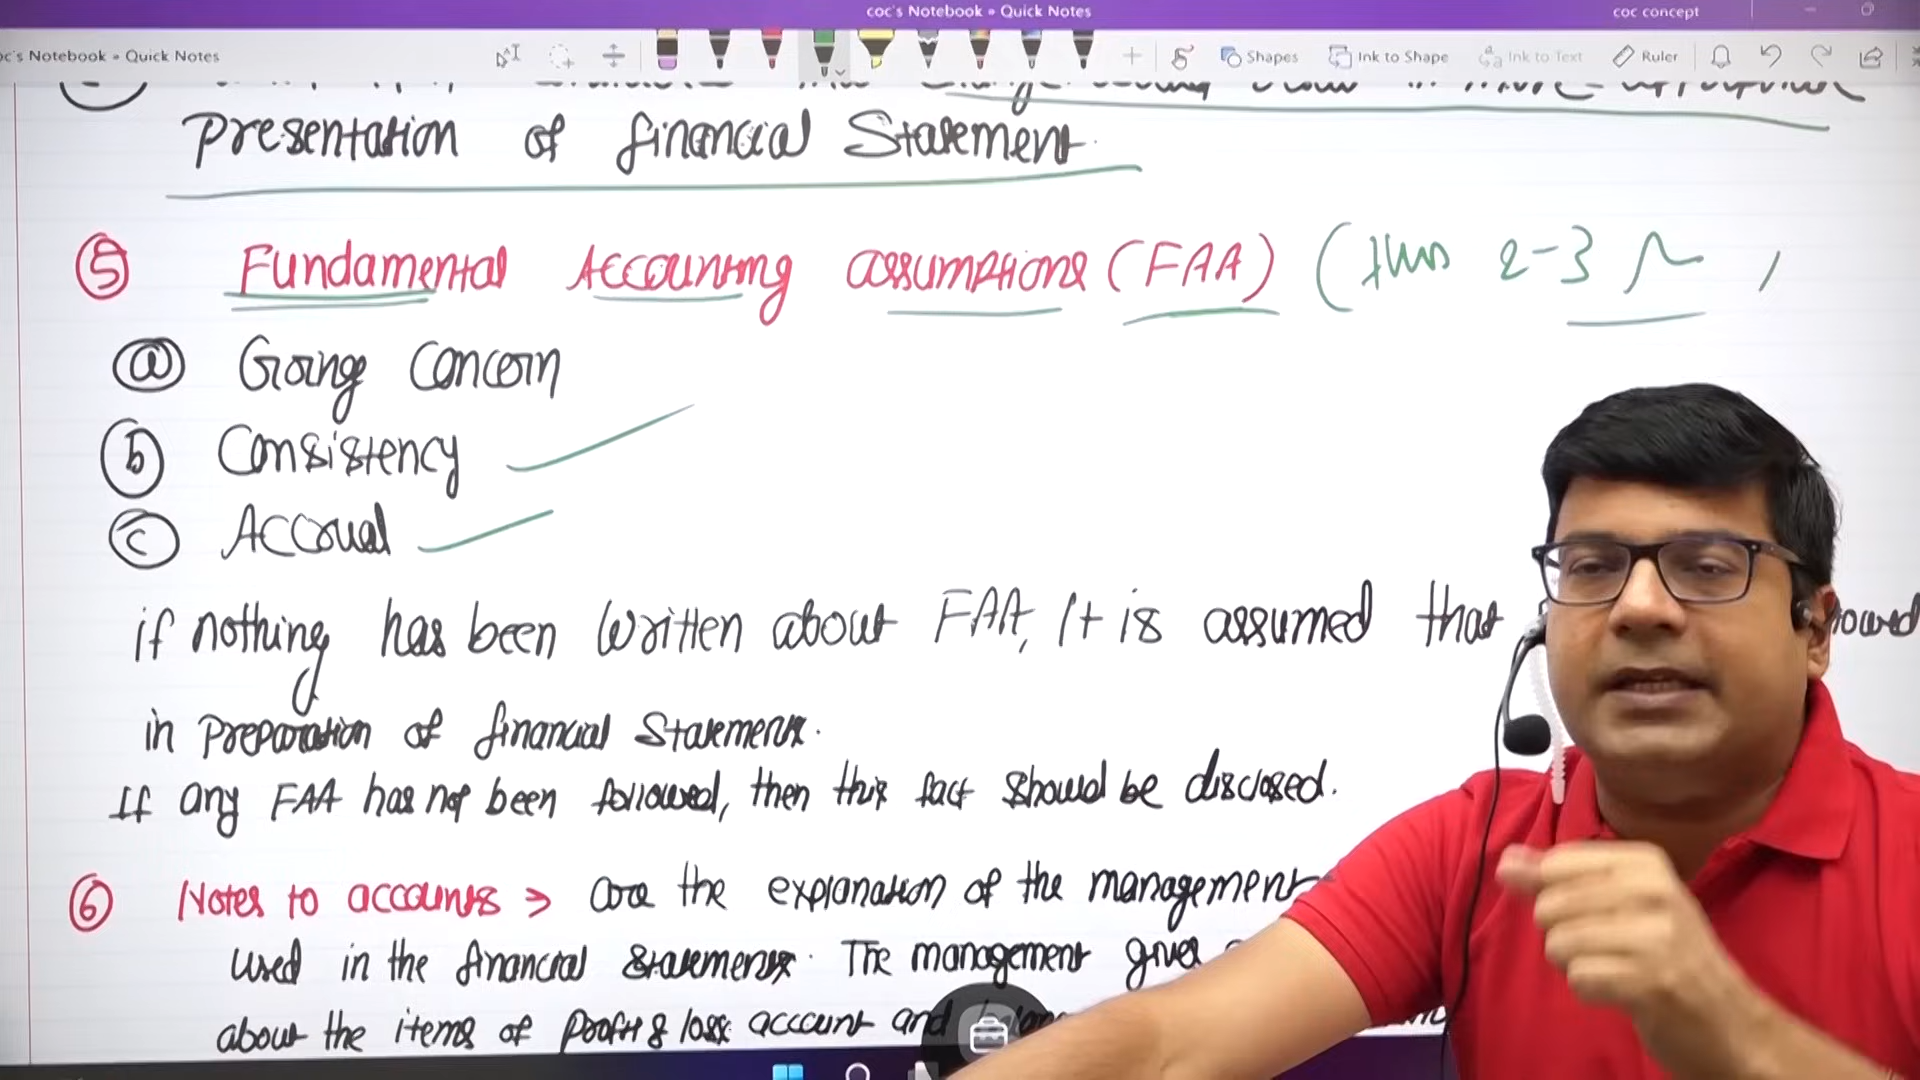 coc's Notebook » Quick Notes
coc concept
oc's Notebook » Quick Notes
Shapes
Ink to Shape
Ink to Text
Ruler
Presentation of financial Statement.
5 Fundamental Accounting assumptions (FAA) ( 2-3
a Going Concern
b Consistency
c Accrual
if nothing has been written about FAA, It is assumed that
in preparation of financial Statements.
If any FAA has not been followed, then this fact should be disclosed.
6 Notes to accounts → are the explanation of the management
used in the financial statements. The management gives
about the items of profit & loss account and